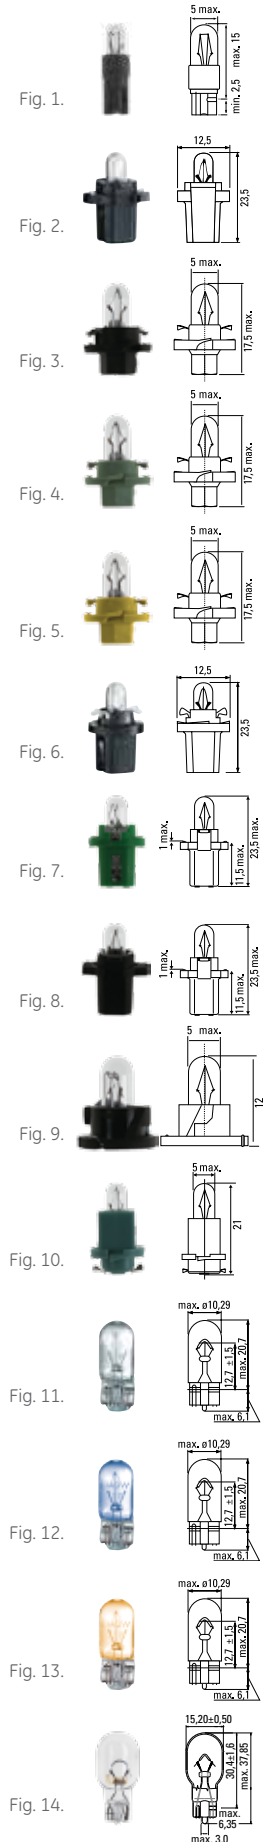 5 max.
max. 15
min. 2,5
Fig. 1.
12,5
23,5
Fig. 2.
5 max.
17,5 max.
Fig. 3.
5 max.
17,5 max.
Fig. 4.
5 max.
17,5 max.
Fig. 5.
12,5
23,5
Fig. 6.
1 max.
11,5 max.
23,5 max.
Fig. 7.
1 max.
11,5 max.
23,5 max.
Fig. 8.
5 max.
12
Fig. 9.
5 max.
21
Fig. 10.
max. ø10,29
12,7 ±1,5
max. 20,7
max. 6,1
Fig. 11.
max. ø10,29
12,7 ±1,5
max. 20,7
max. 6,1
Fig. 12.
max. ø10,29
12,7 ±1,5
max. 20,7
max. 6,1
Fig. 13.
15,20±0,50
30,4±1,6
max. 37,85
max.
6,35
max. 3,0
Fig. 14.